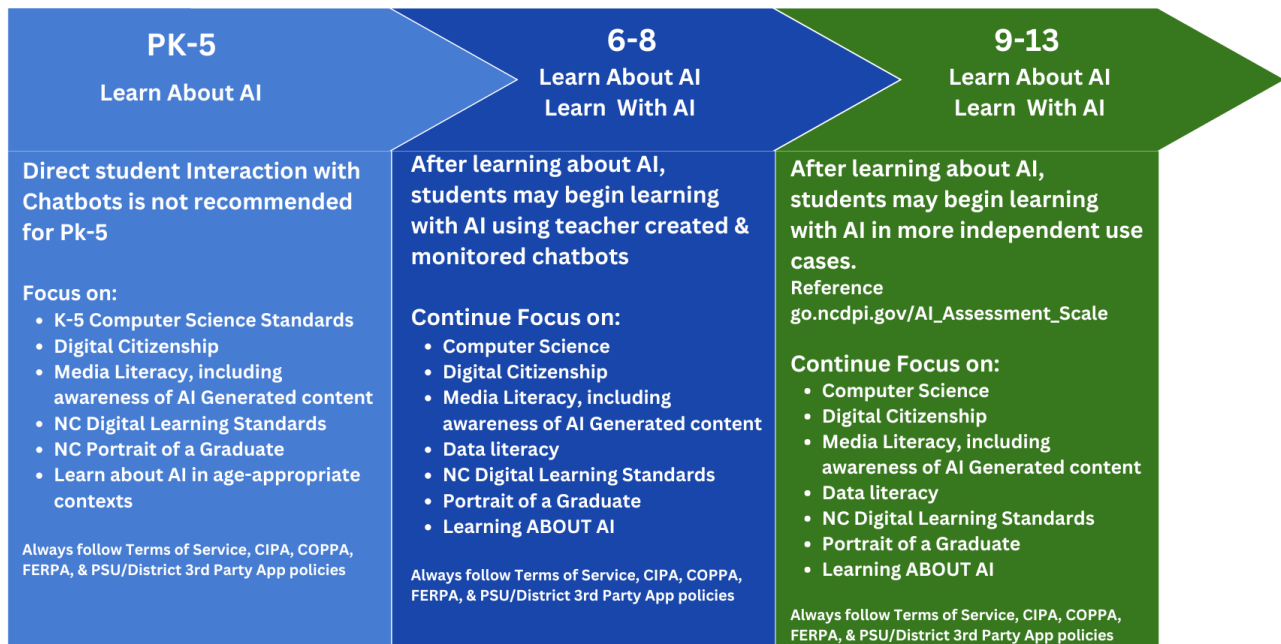 PK-5
Learn About AI
Direct student Interaction with
Chatbots is not recommended
for Pk-5
Focus on:
• K-5 Computer Science Standards
• Digital Citizenship
• Media Literacy, including
awareness of AI Generated content
• NC Digital Learning Standards
• NC Portrait of a Graduate
• Learn about AI in age-appropriate
contexts
Always follow Terms of Service, CIPA, COPPA,
FERPA, & PSU/District 3rd Party App policies
6-8
Learn About AI
Learn With AI
After learning about AI,
students may begin learning
with AI using teacher created &
monitored chatbots
Continue Focus on:
• Computer Science
• Digital Citizenship
• Media Literacy, including
awareness of AI Generated content
• Data literacy
• NC Digital Learning Standards
• Portrait of a Graduate
• Learning ABOUT AI
Always follow Terms of Service, CIPA, COPPA,
FERPA, & PSU/District 3rd Party App policies
9-13
Learn About AI
Learn With AI
After learning about AI,
students may begin learning
with AI in more independent use
cases.
Reference
go.ncdpi.gov/AI_Assessment_Scale
Continue Focus on:
• Computer Science
• Digital Citizenship
• Media Literacy, including
awareness of AI Generated content
• Data literacy
• NC Digital Learning Standards
• Portrait of a Graduate
• Learning ABOUT AI
Always follow Terms of Service, CIPA, COPPA,
FERPA, & PSU/District 3rd Party App policies